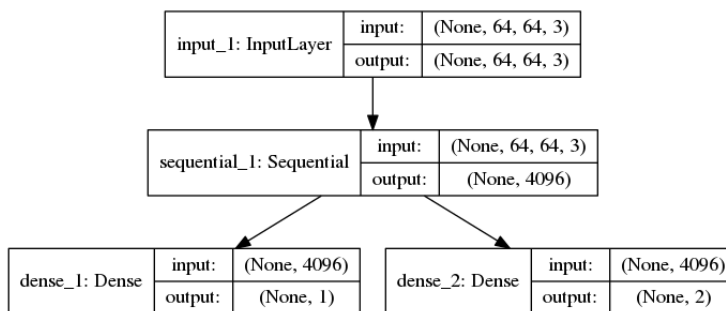 input_1: InputLayer
input: (None, 64, 64, 3)
output: (None, 64, 64, 3)
sequential_1: Sequential
input: (None, 64, 64, 3)
output: (None, 4096)
dense_1: Dense
input: (None, 4096)
output: (None, 1)
dense_2: Dense
input: (None, 4096)
output: (None, 2)